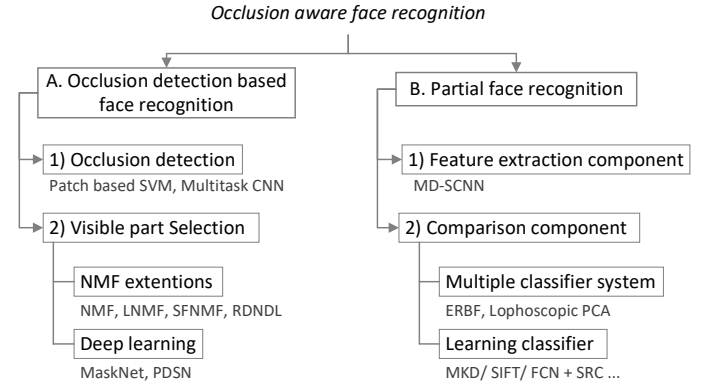 Occlusion aware face recognition
A. Occlusion detection based
face recognition
1) Occlusion detection
Patch based SVM, Multitask CNN
2) Visible part Selection
NMF extentions
NMF, LNMF, SFNMF, RDNDL
Deep learning
MaskNet, PDSN
B. Partial face recognition
1) Feature extraction component
MD-SCNN
2) Comparison component
Multiple classifier system
ERBF, Lophoscopic PCA
Learning classifier
MKD/ SIFT/ FCN + SRC ...